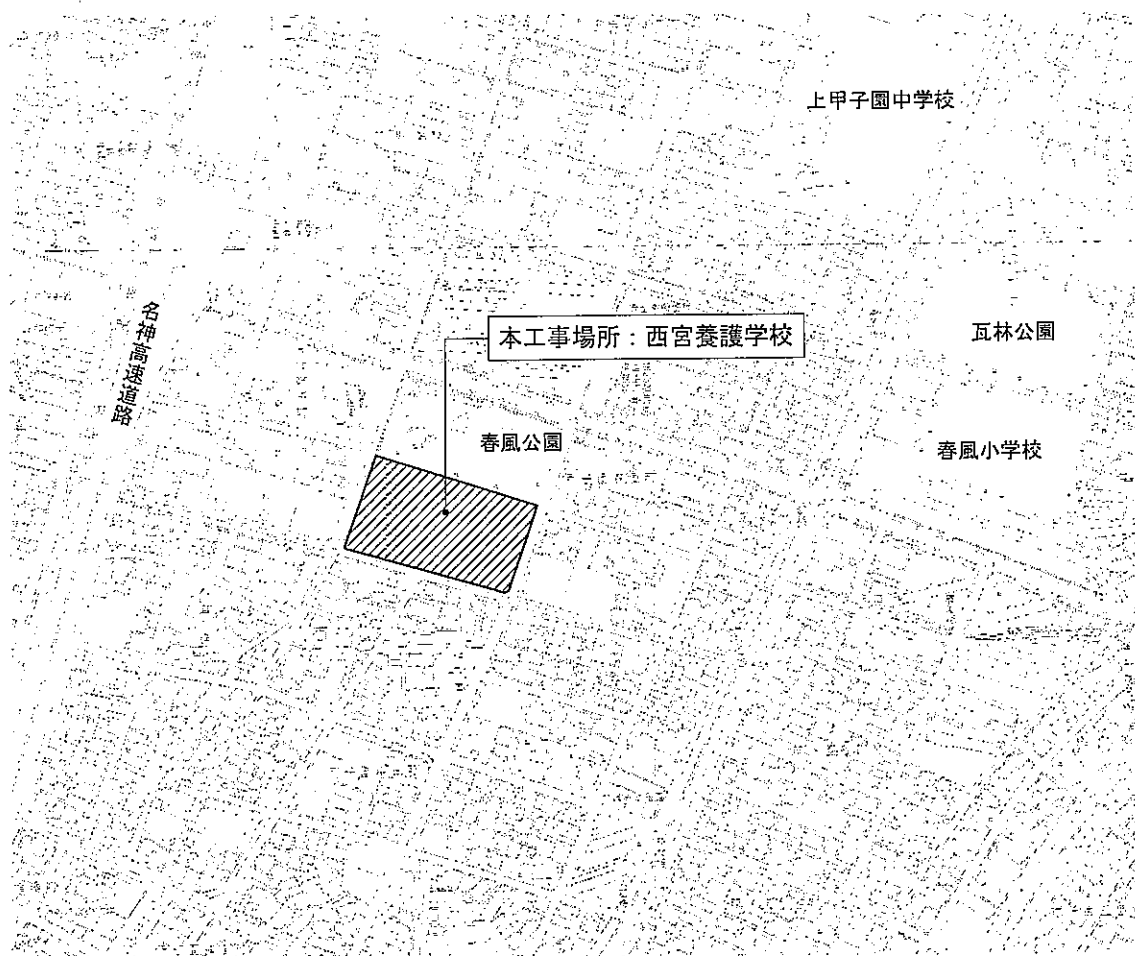 上甲子園中学校
名神高速道路
本工事場所：西宮養護学校
瓦林公園
春風公園
春風小学校